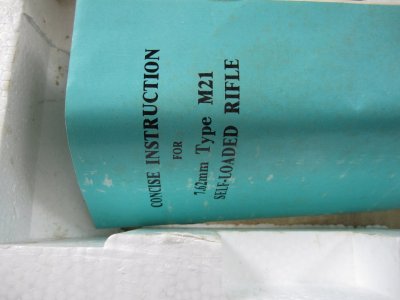 CONCISE INSTRUCTION
FOR
7.62mm Type M21
SELF-LOADED RIFLE